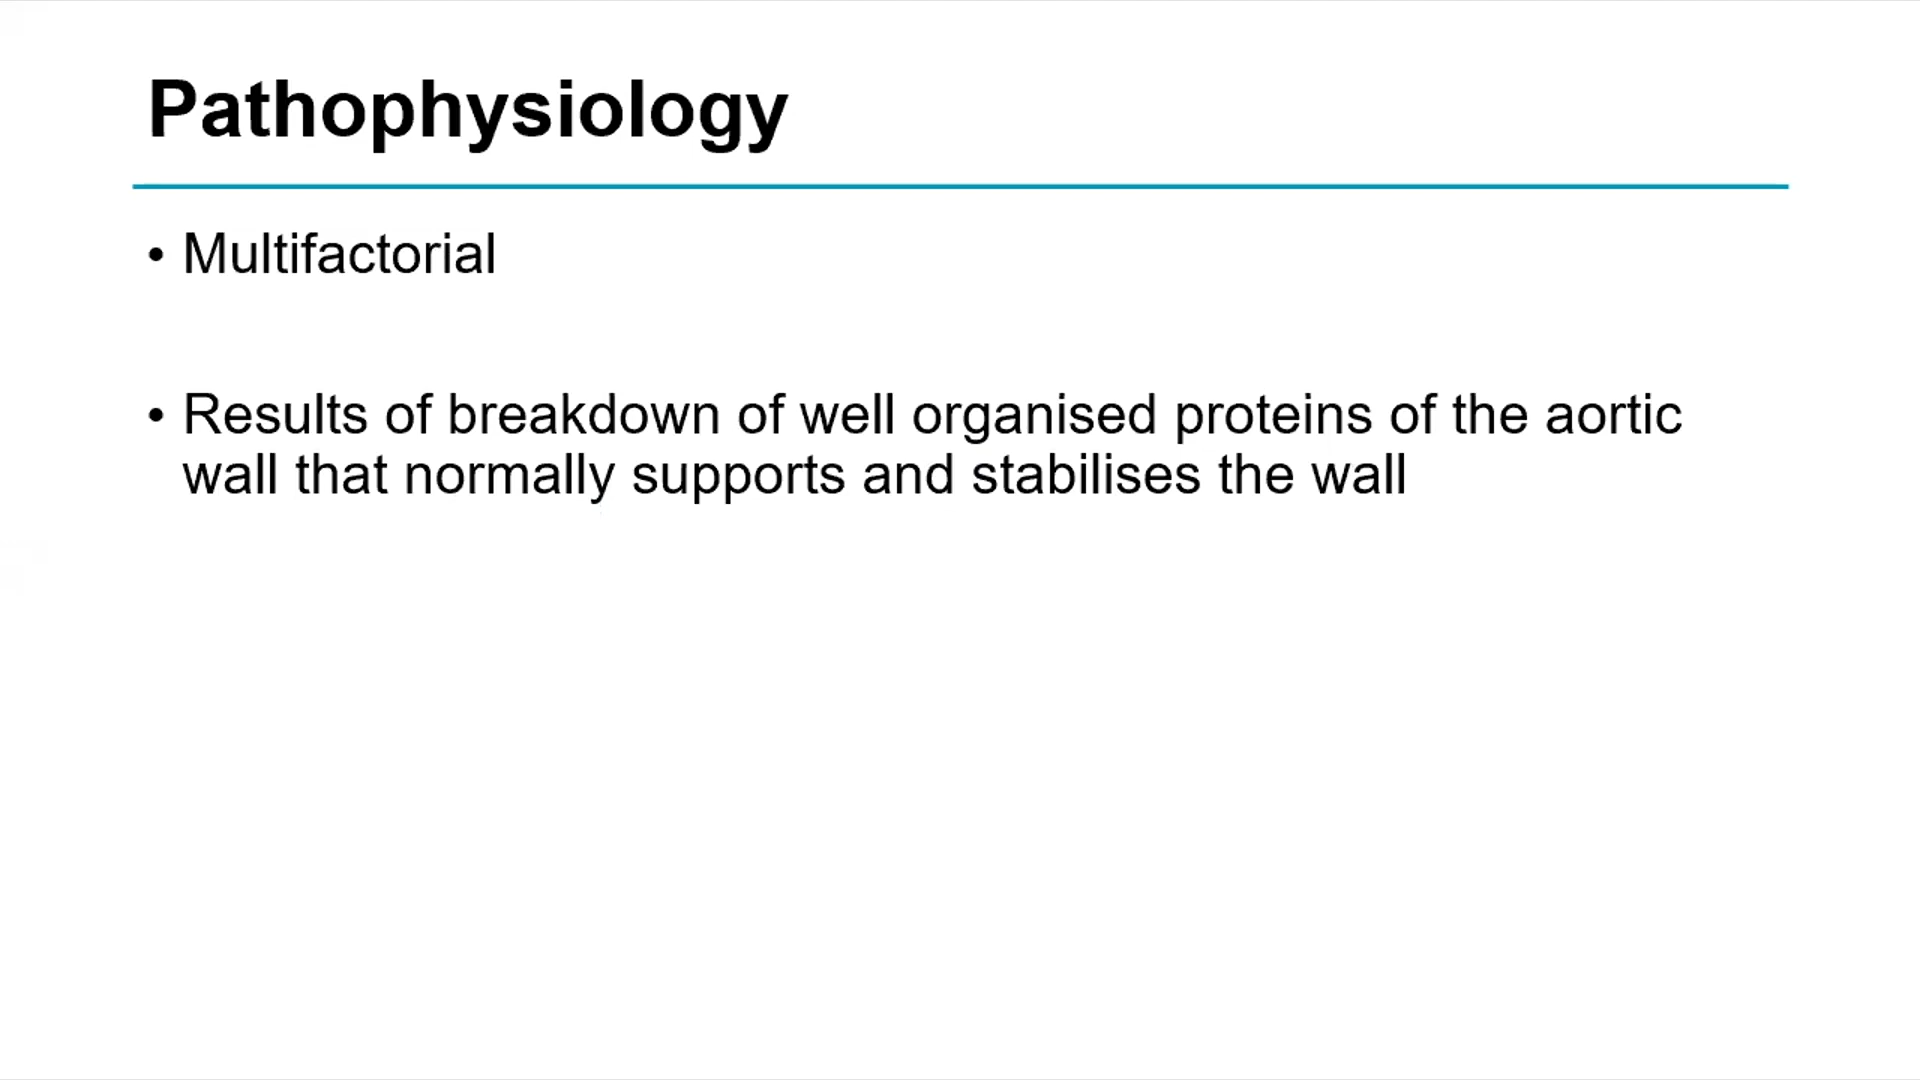 Pathophysiology
• Multifactorial
• Results of breakdown of well organised proteins of the aortic
wall that normally supports and stabilises the wall